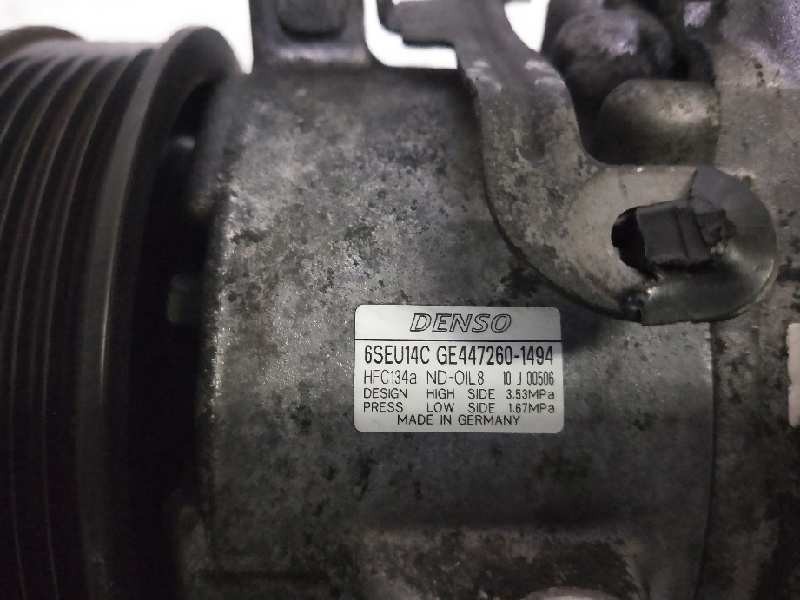 DENSO
6SEU14C GE447260-1494
HFC134a ND-OIL8 10 J 00506
DESIGN HIGH SIDE 3.53MPa
PRESS LOW SIDE 1.67MPa
MADE IN GERMANY